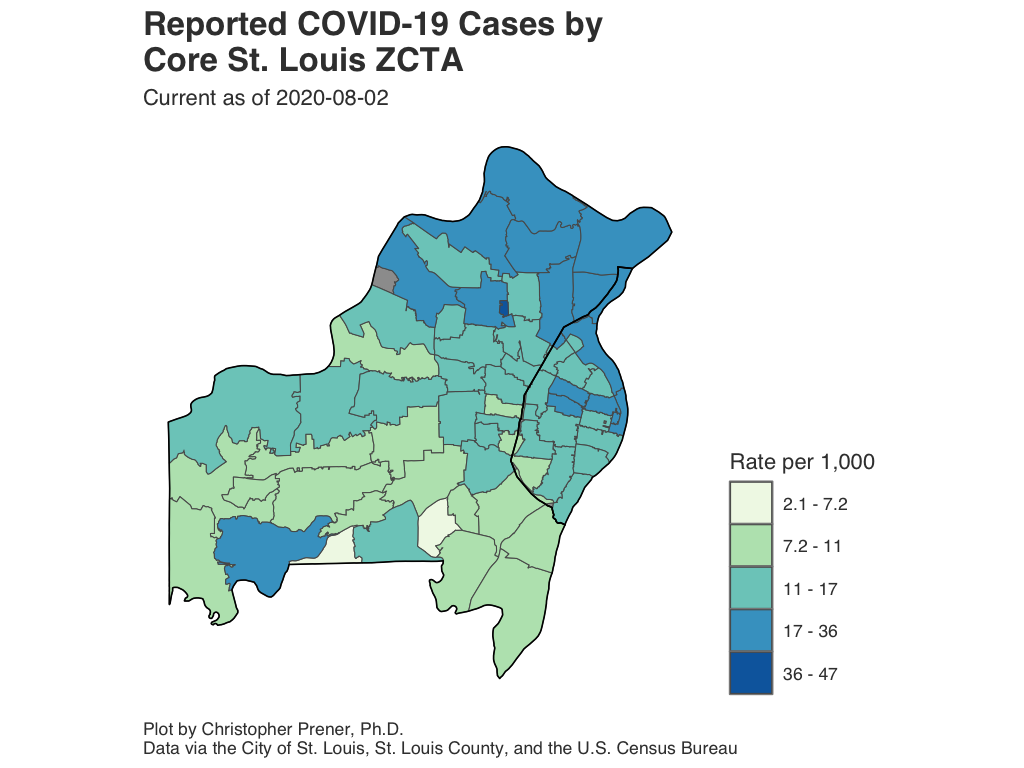 Reported COVID-19 Cases by
Core St. Louis ZCTA
Current as of 2020-08-02
Rate per 1,000
2.1 - 7.2
7.2 - 11
11 - 17
17 - 36
36 - 47
Plot by Christopher Prener, Ph.D.
Data via the City of St. Louis, St. Louis County, and the U.S. Census Bureau